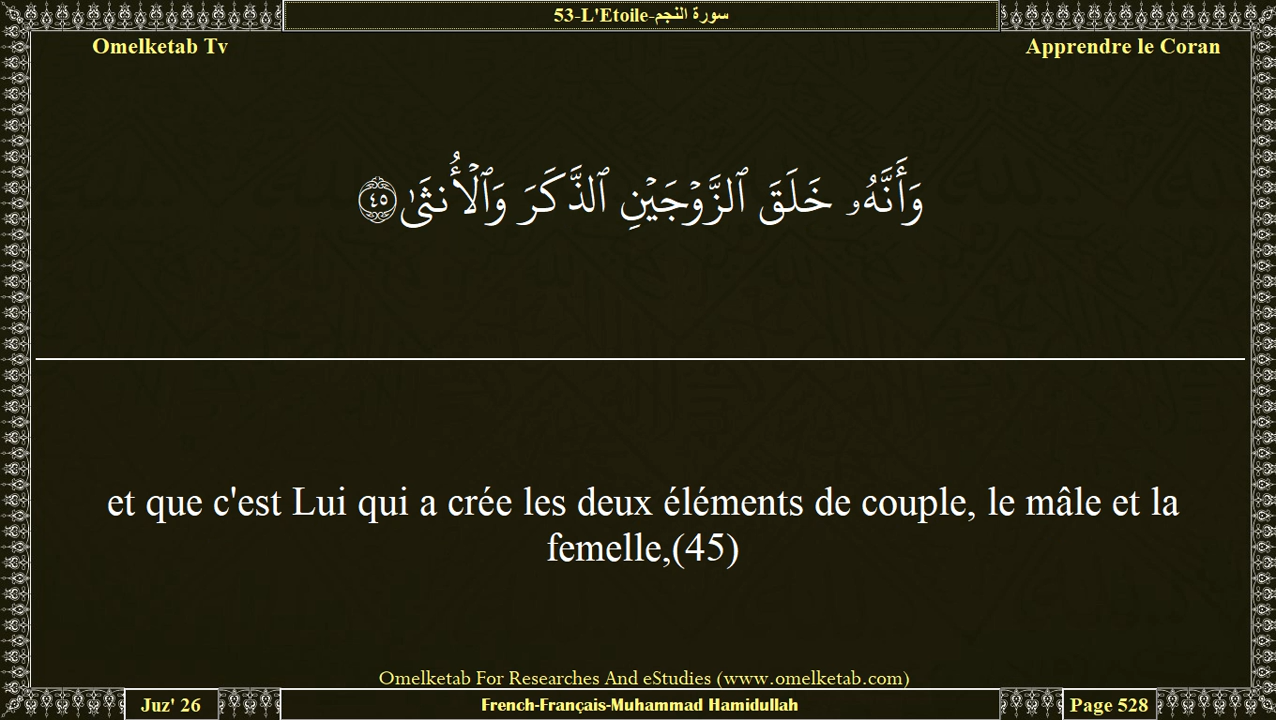 53-L'Etoile-سورة النجم
Omelketab Tv
Apprendre le Coran
وَأَنَّهُۥ خَلَقَ ٱلزَّوْجَيْنِ ٱلذَّكَرَ وَٱلْأُنثَىٰ ٤٥
et que c'est Lui qui a crée les deux éléments de couple, le mâle et la
femelle,(45)
Omelketab For Researches And eStudies (www.omelketab.com)
Juz' 26
French-Français-Muhammad Hamidullah
Page 528